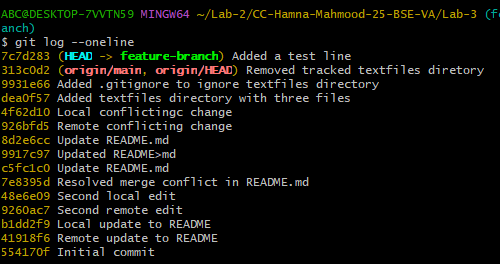 ABC@DESKTOP-7VVTN59 MINGW64 ~/Lab-2/CC-Hamna-Mahmood-25-BSE-VA/Lab-3 (fe
anch)
$ git log --oneline
7c7d283 (HEAD -> feature-branch) Added a test line
313c0d2 (origin/main, origin/HEAD) Removed tracked textfiles diretory
9931e66 Added .gitignore to ignore textfiles directory
dea0f57 Added textfiles directory with three files
4f62d10 Local conflictingc change
926bfd5 Remote conflicting change
8d2e6cc Update README.md
9917c97 Updated README>md
c5fc1c0 Updated README.md
7e8395d Resolved merge conflict in README.md
48e6e09 Second local edit
9260ac7 Second remote edit
b1dd2f9 Local update to README
41918f6 Remote update to README
554170f Initial commit